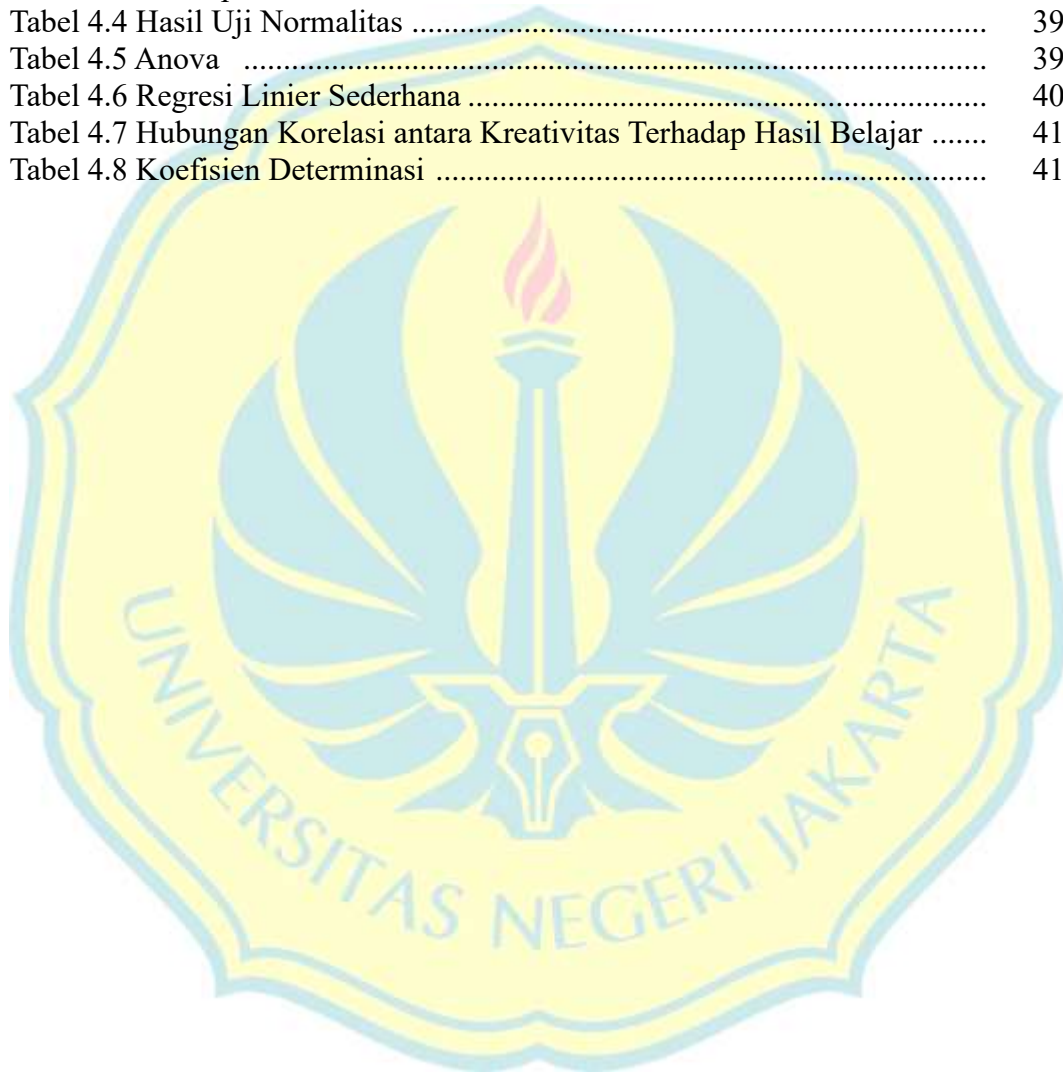 Tabel 4.4 Hasil Uji Normalitas ........................................................................ 39
Tabel 4.5 Anova ............................................................................................. 39
Tabel 4.6 Regresi Linier Sederhana ................................................................. 40
Tabel 4.7 Hubungan Korelasi antara Kreativitas Terhadap Hasil Belajar ....... 41
Tabel 4.8 Koefisien Determinasi ..................................................................... 41
UNIVERSITAS NEGERI JAKARTA